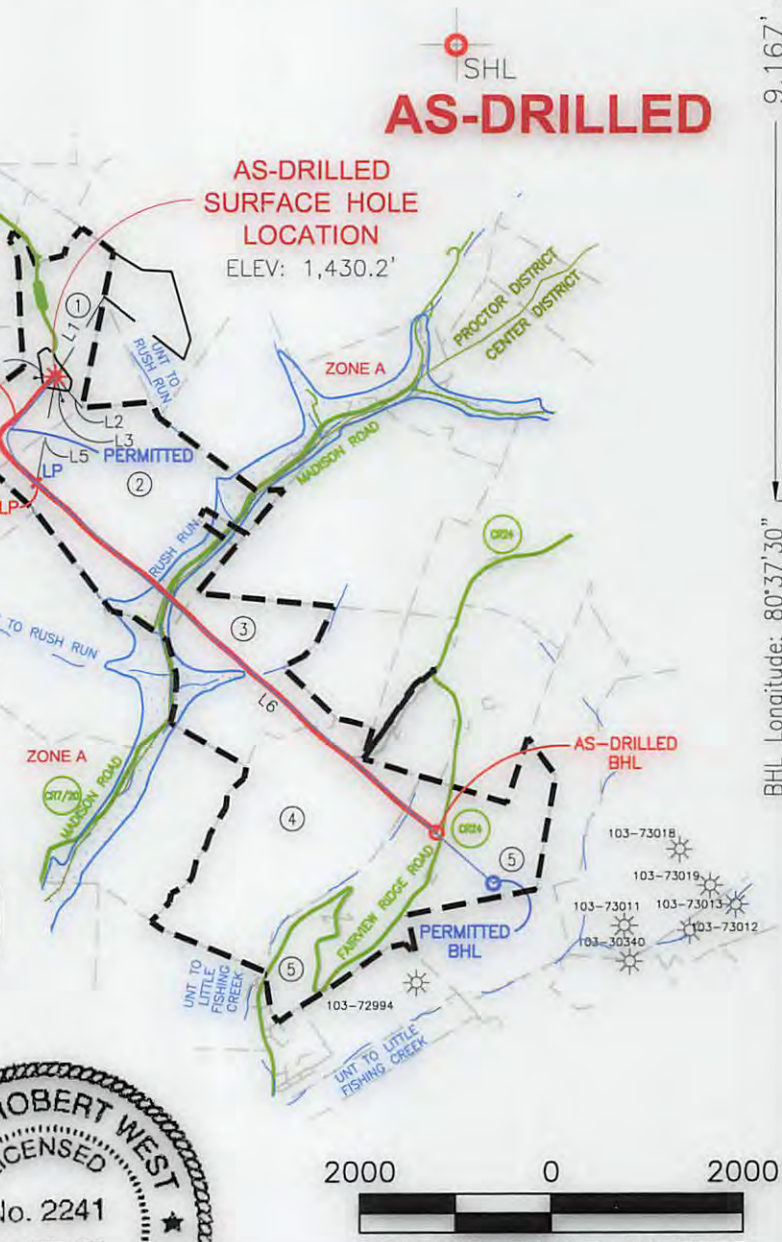 SHL
AS-DRILLED
9,167'
AS-DRILLED
SURFACE HOLE
LOCATION
ELEV: 1,430.2'
PROCTOR DISTRICT
CENTER DISTRICT
1
L1
UNT TO
RUSH RUN
ZONE A
L2
L3
L5
PERMITTED
LP
LP
2
MADISON ROAD
RUSH RUN
CR24
BHL Longitude: 80°37'30"
TO RUSH RUN
3
L6
ZONE A
AS-DRILLED
BHL
MADISON ROAD
CR7/20
4
CR24
103-73018
5
103-73019
103-73011
103-73013
103-73012
103-30340
FAIRVIEW RIDGE ROAD
PERMITTED
BHL
5
UNT TO
LITTLE
FISHING
CREEK
103-72994
UNT TO LITTLE
FISHING CREEK
ROBERT WEST
LICENSED
No. 2241
2000 0 2000